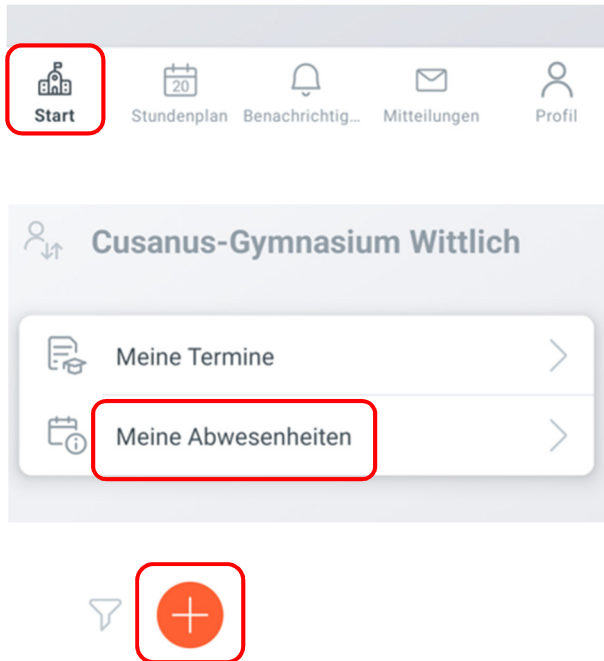 20
Start Stundenplan Benachrichtig... Mitteilungen Profil
Cusanus-Gymnasium Wittlich
Meine Termine
Meine Abwesenheiten